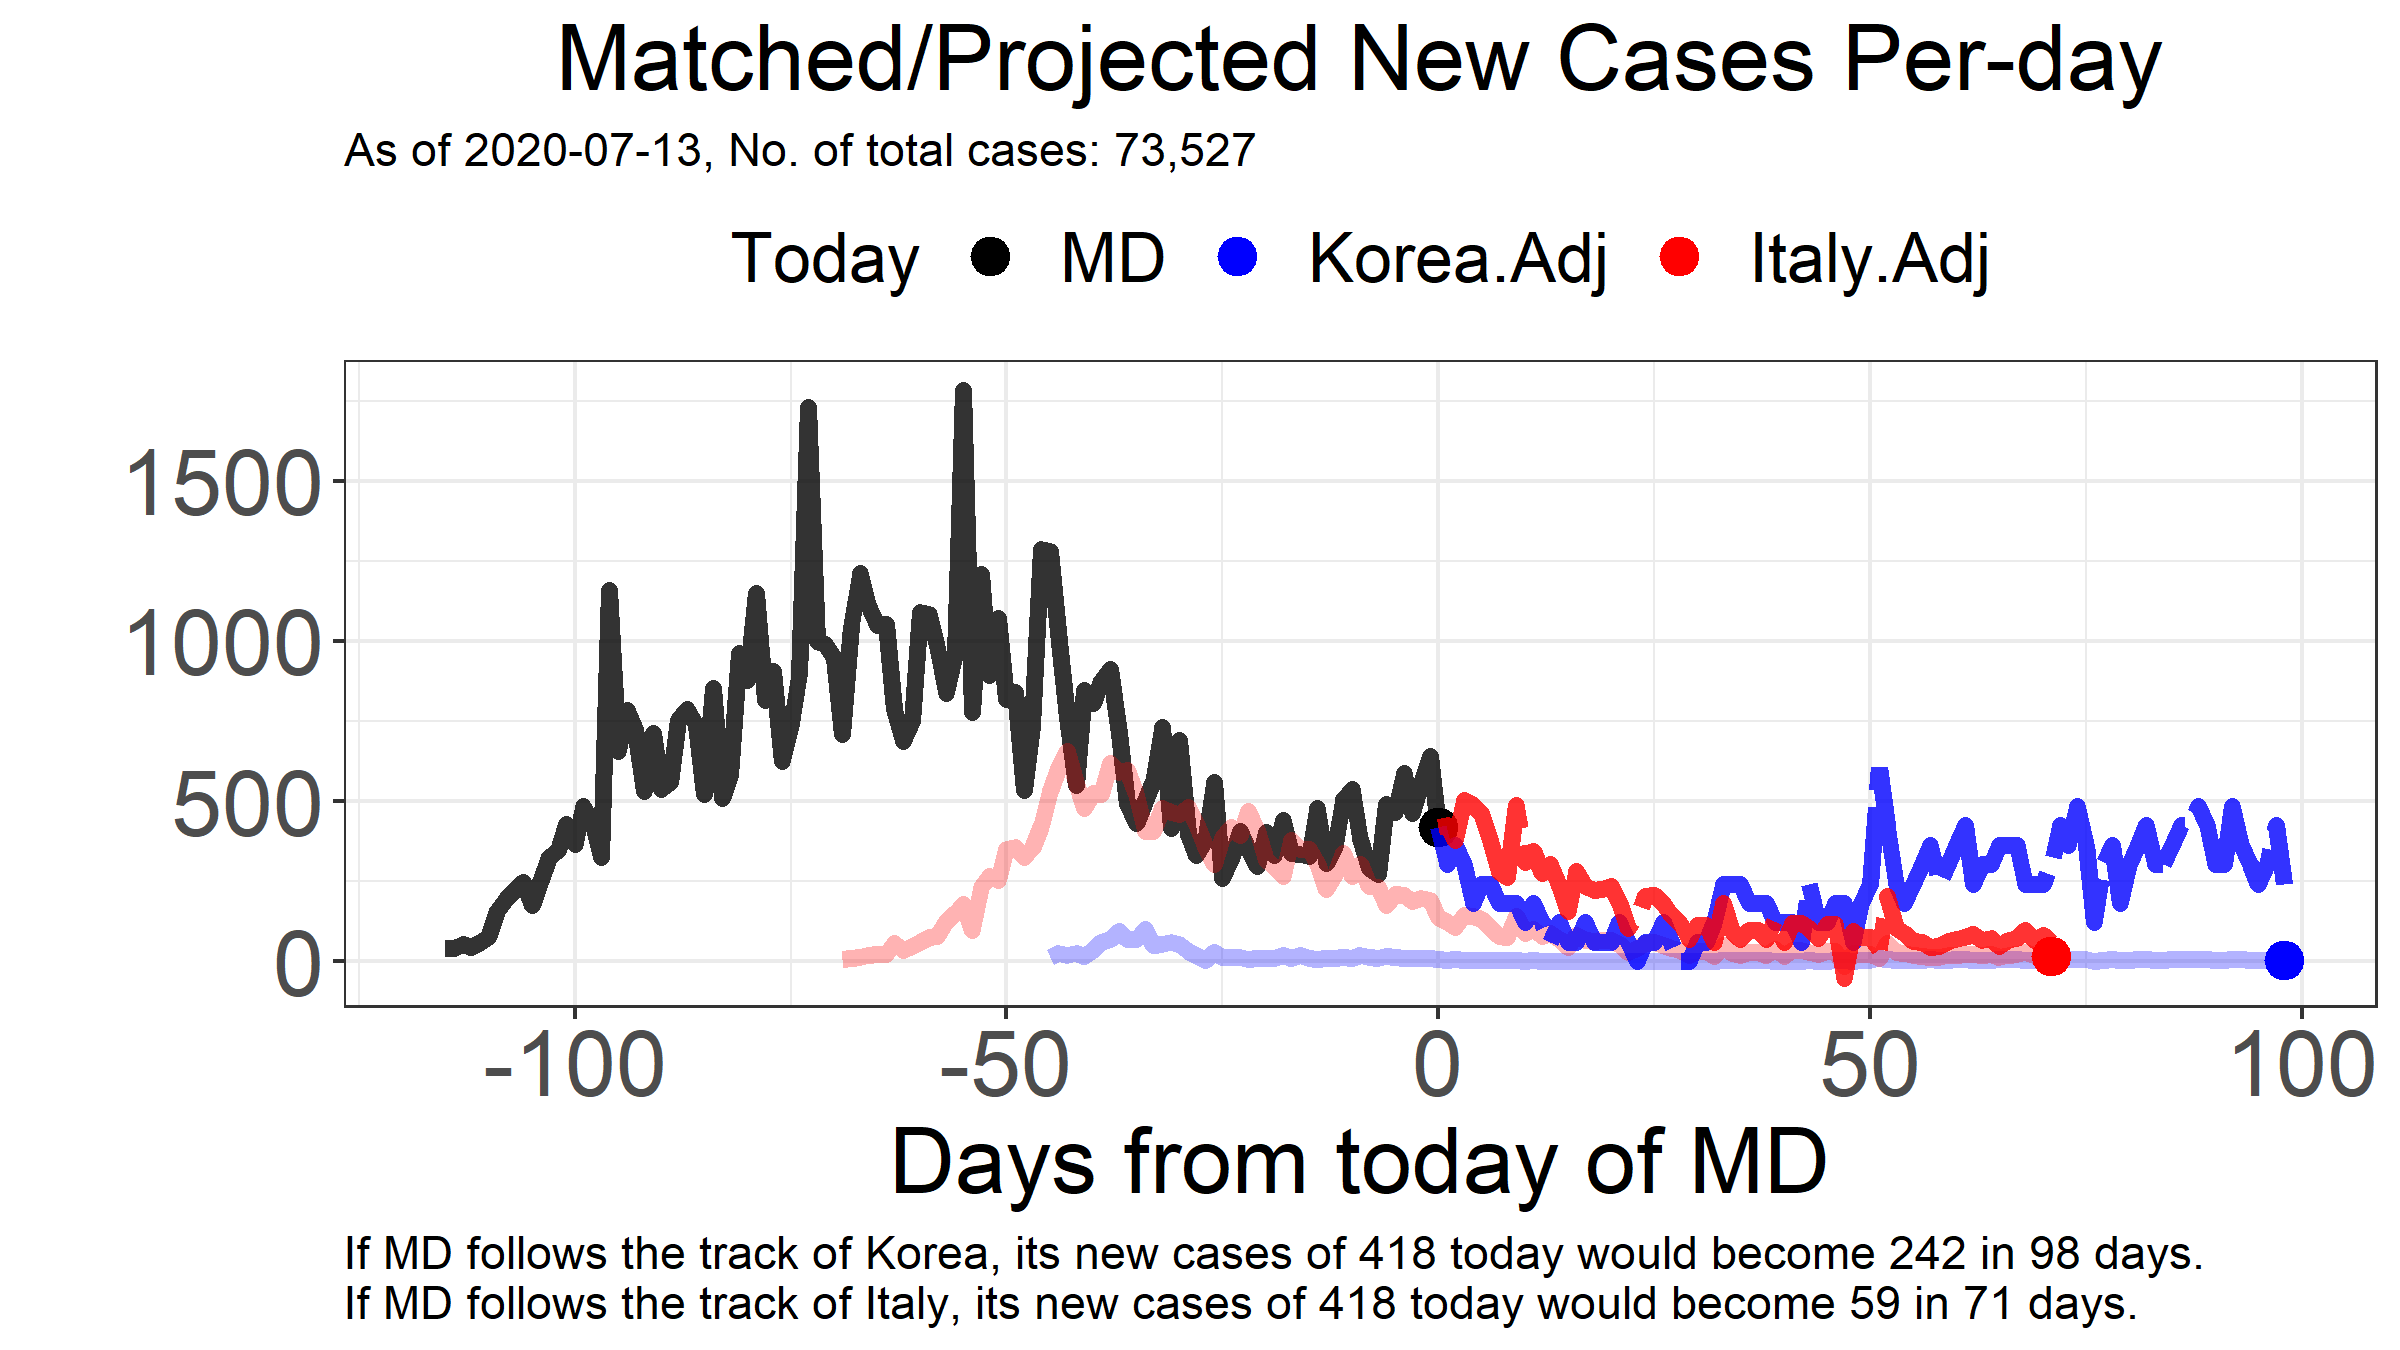 Matched/Projected New Cases Per-day
As of 2020-07-13, No. of total cases: 73,527
Today MD Korea.Adj Italy.Adj
1500
1000
500
0
-100 -50 0 50 100
Days from today of MD
If MD follows the track of Korea, its new cases of 418 today would become 242 in 98 days.
If MD follows the track of Italy, its new cases of 418 today would become 59 in 71 days.